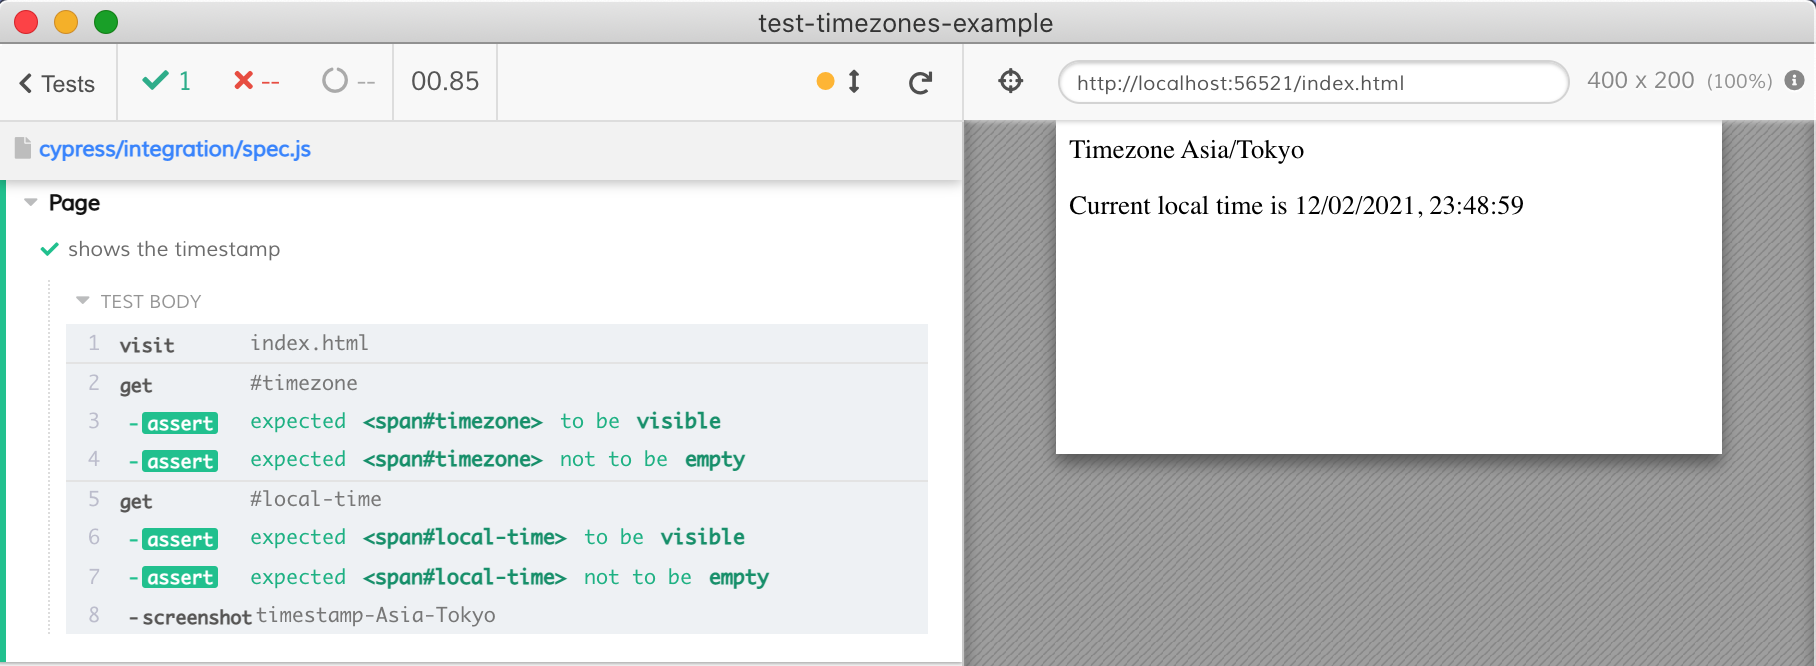 test-timezones-example
Tests 1 -- -- 00.85
http://localhost:56521/index.html 400 x 200 (100%)
cypress/integration/spec.js
Page
shows the timestamp
TEST BODY
1 visit index.html
2 get #timezone
3 -assert expected <span#timezone> to be visible
4 -assert expected <span#timezone> not to be empty
5 get #local-time
6 -assert expected <span#local-time> to be visible
7 -assert expected <span#local-time> not to be empty
8 -screenshot timestamp-Asia-Tokyo
Timezone Asia/Tokyo
Current local time is 12/02/2021, 23:48:59